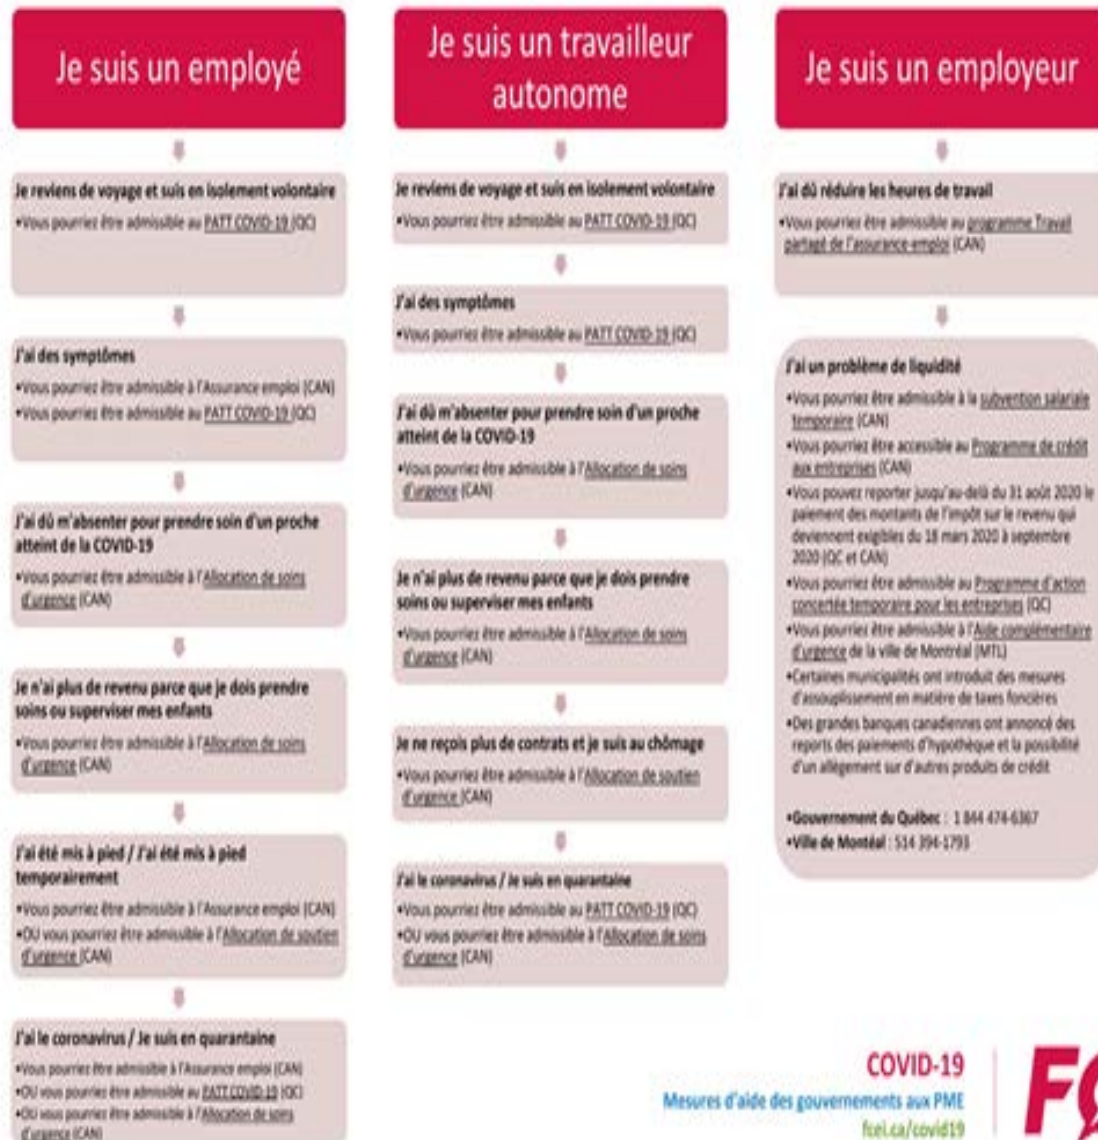 Je suis un employé
Je reviens de voyage et suis en isolement volontaire
•Vous pourriez être admissible au PATT COVID-19 (QC)
J'ai des symptômes
•Vous pourriez être admissible à l'Assurance emploi (CAN)
•Vous pourriez être admissible au PATT COVID-19 (QC)
J'ai dû m'absenter pour prendre soin d'un proche
atteint de la COVID-19
•Vous pourriez être admissible à l'Allocation de soins
d'urgence (CAN)
Je n'ai plus de revenu parce que je dois prendre
soins ou superviser mes enfants
•Vous pourriez être admissible à l'Allocation de soins
d'urgence (CAN)
J'ai été mis à pied / J'ai été mis à pied
temporairement
•Vous pourriez être admissible à l'Assurance emploi (CAN)
•OU vous pourriez être admissible à l'Allocation de soutien
d'urgence (CAN)
J'ai le coronavirus / Je suis en quarantaine
•Vous pourriez être admissible à l'Assurance emploi (CAN)
•OU vous pourriez être admissible au PATT COVID-19 (QC)
•OU vous pourriez être admissible à l'Allocation de soins
d'urgence (CAN)
Je suis un travailleur
autonome
Je reviens de voyage et suis en isolement volontaire
•Vous pourriez être admissible au PATT COVID-19 (QC)
J'ai des symptômes
•Vous pourriez être admissible au PATT COVID-19 (QC)
J'ai dû m'absenter pour prendre soin d'un proche
atteint de la COVID-19
•Vous pourriez être admissible à l'Allocation de soins
d'urgence (CAN)
Je n'ai plus de revenu parce que je dois prendre
soins ou superviser mes enfants
•Vous pourriez être admissible à l'Allocation de soins
d'urgence (CAN)
Je ne reçois plus de contrats et je suis au chômage
•Vous pourriez être admissible à l'Allocation de soutien
d'urgence (CAN)
J'ai le coronavirus / Je suis en quarantaine
•Vous pourriez être admissible au PATT COVID-19 (QC)
•OU vous pourriez être admissible à l'Allocation de soins
d'urgence (CAN)
Je suis un employeur
J'ai dû réduire les heures de travail
•Vous pourriez être admissible au programme Travail
partagé de l'assurance-emploi (CAN)
J'ai un problème de liquidité
•Vous pourriez être admissible à la subvention salariale
temporaire (CAN)
•Vous pourriez être accessible au Programme de crédit
aux entreprises (CAN)
•Vous pouvez reporter jusqu'au-delà du 31 août 2020 le
paiement des montants de l'impôt sur le revenu qui
deviennent exigibles du 18 mars 2020 à septembre
2020 (QC et CAN)
•Vous pourriez être admissible au Programme d'action
concertée temporaire pour les entreprises (QC)
•Vous pourriez être admissible à l'Aide complémentaire
d'urgence de la ville de Montréal (MTL)
•Certaines municipalités ont introduit des mesures
d'assouplissement en matière de taxes foncières
•Des grandes banques canadiennes ont annoncé des
reports des paiements d'hypothèque et la possibilité
d'un allègement sur d'autres produits de crédit
•Gouvernement du Québec : 1 844 474-6367
•Ville de Montéal : 514 394-1793
COVID-19
Mesures d'aide des gouvernements aux PME
fcei.ca/covid19